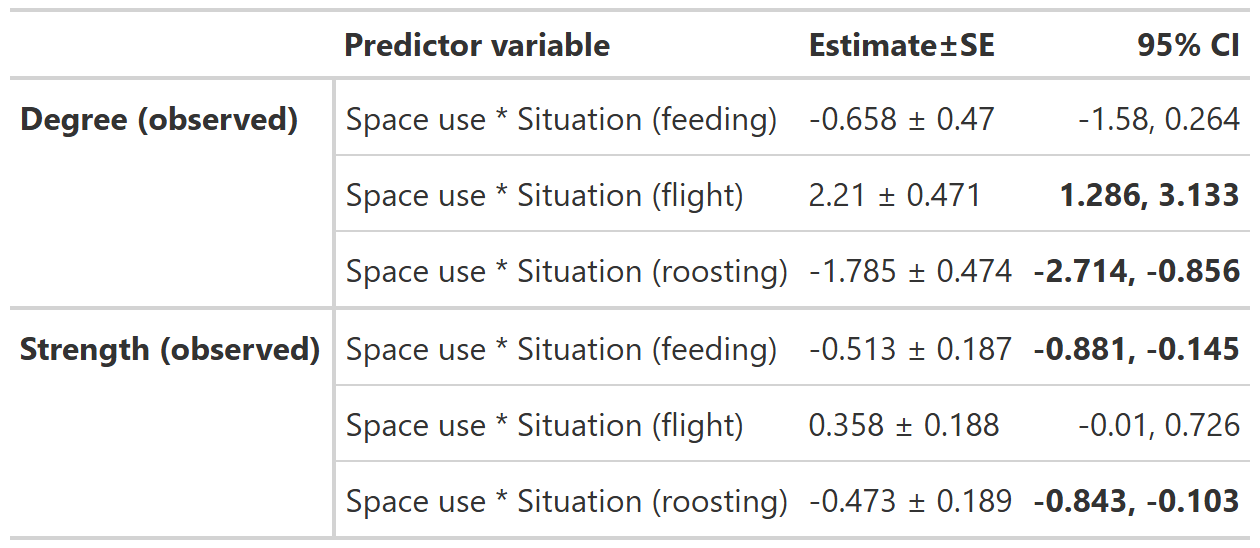 Predictor variable Estimate±SE 95% CI
Degree (observed) Space use * Situation (feeding) -0.658 ± 0.47 -1.58, 0.264
Space use * Situation (flight) 2.21 ± 0.471 1.286, 3.133
Space use * Situation (roosting) -1.785 ± 0.474 -2.714, -0.856
Strength (observed) Space use * Situation (feeding) -0.513 ± 0.187 -0.881, -0.145
Space use * Situation (flight) 0.358 ± 0.188 -0.01, 0.726
Space use * Situation (roosting) -0.473 ± 0.189 -0.843, -0.103